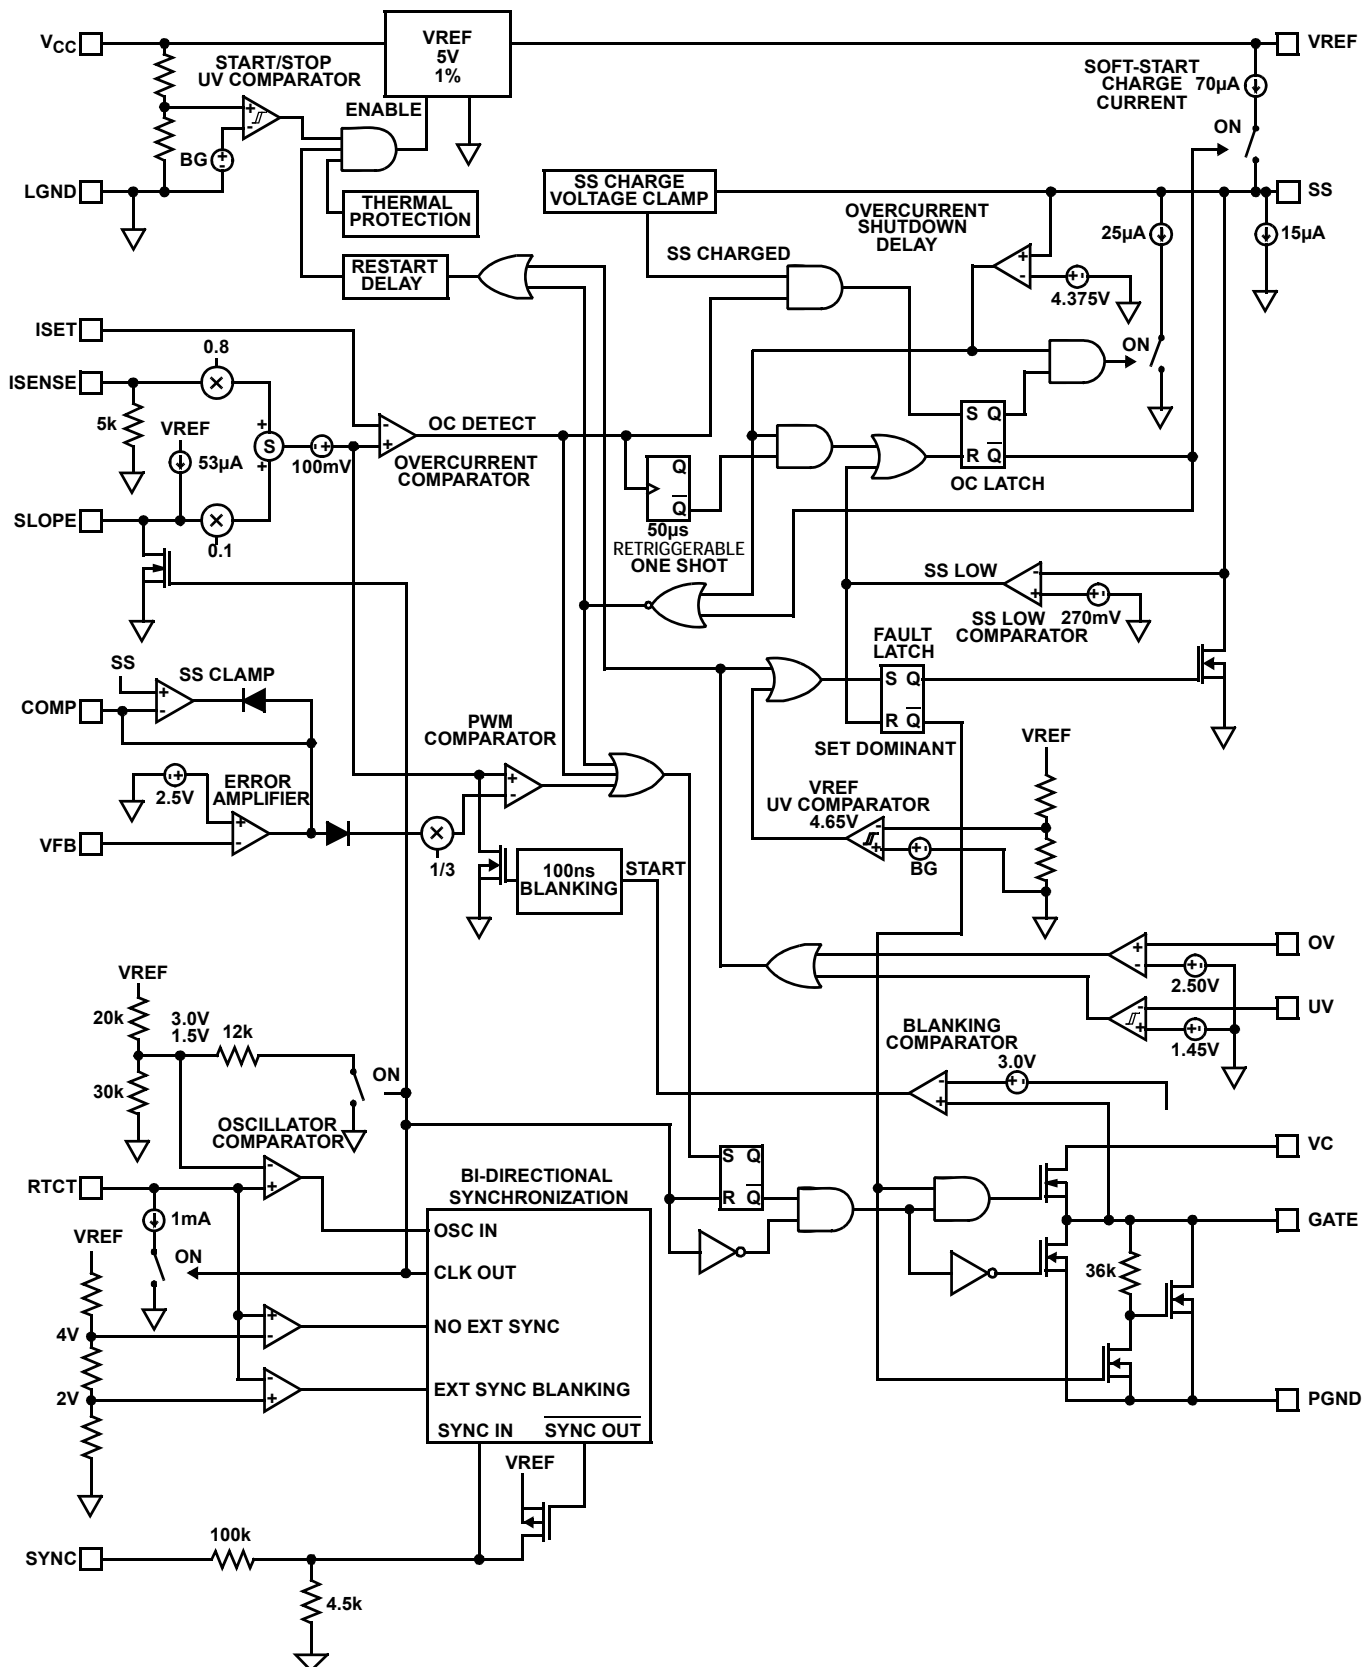 VCC
VREF
5V
1%
VREF
START/STOP
UV COMPARATOR
SOFT-START
CHARGE
CURRENT
70µA
ENABLE
ON
+
-
BG
+
-
LGND
THERMAL
PROTECTION
SS CHARGE
VOLTAGE CLAMP
SS
OVERCURRENT
SHUTDOWN
DELAY
25µA
15µA
SS CHARGED
RESTART
DELAY
+
-
+
-
4.375V
ISET
ON
0.8
ISENSE
×
5k
VREF
+
S
+
53µA
+
-
100mV
-
+
OC DETECT
OVERCURRENT
COMPARATOR
S Q
R Q
OC LATCH
Q
Q
50µs
RETRIGGERABLE
ONE SHOT
SLOPE
×
0.1
SS LOW
-
+
+
-
270mV
SS LOW
COMPARATOR
FAULT
LATCH
S Q
R Q
SET DOMINANT
SS
SS CLAMP
+
-
COMP
PWM
COMPARATOR
VREF
+
-
+
-
2.5V
ERROR
AMPLIFIER
+
-
VFB
×
1/3
VREF
UV COMPARATOR
4.65V
-
+
+
-
BG
100ns
BLANKING
START
OV
+
-
+
-
2.50V
UV
-
+
+
-
1.45V
VREF
20k
3.0V
1.5V
12k
30k
ON
OSCILLATOR
COMPARATOR
BLANKING
COMPARATOR
3.0V
-
+
+
-
VC
RTCT
-
+
BI-DIRECTIONAL
SYNCHRONIZATION
S Q
R Q
1mA
VREF
ON
OSC IN
CLK OUT
GATE
36k
4V
+
-
NO EXT SYNC
2V
-
+
EXT SYNC BLANKING
PGND
SYNC IN
SYNC OUT
VREF
100k
SYNC
4.5k